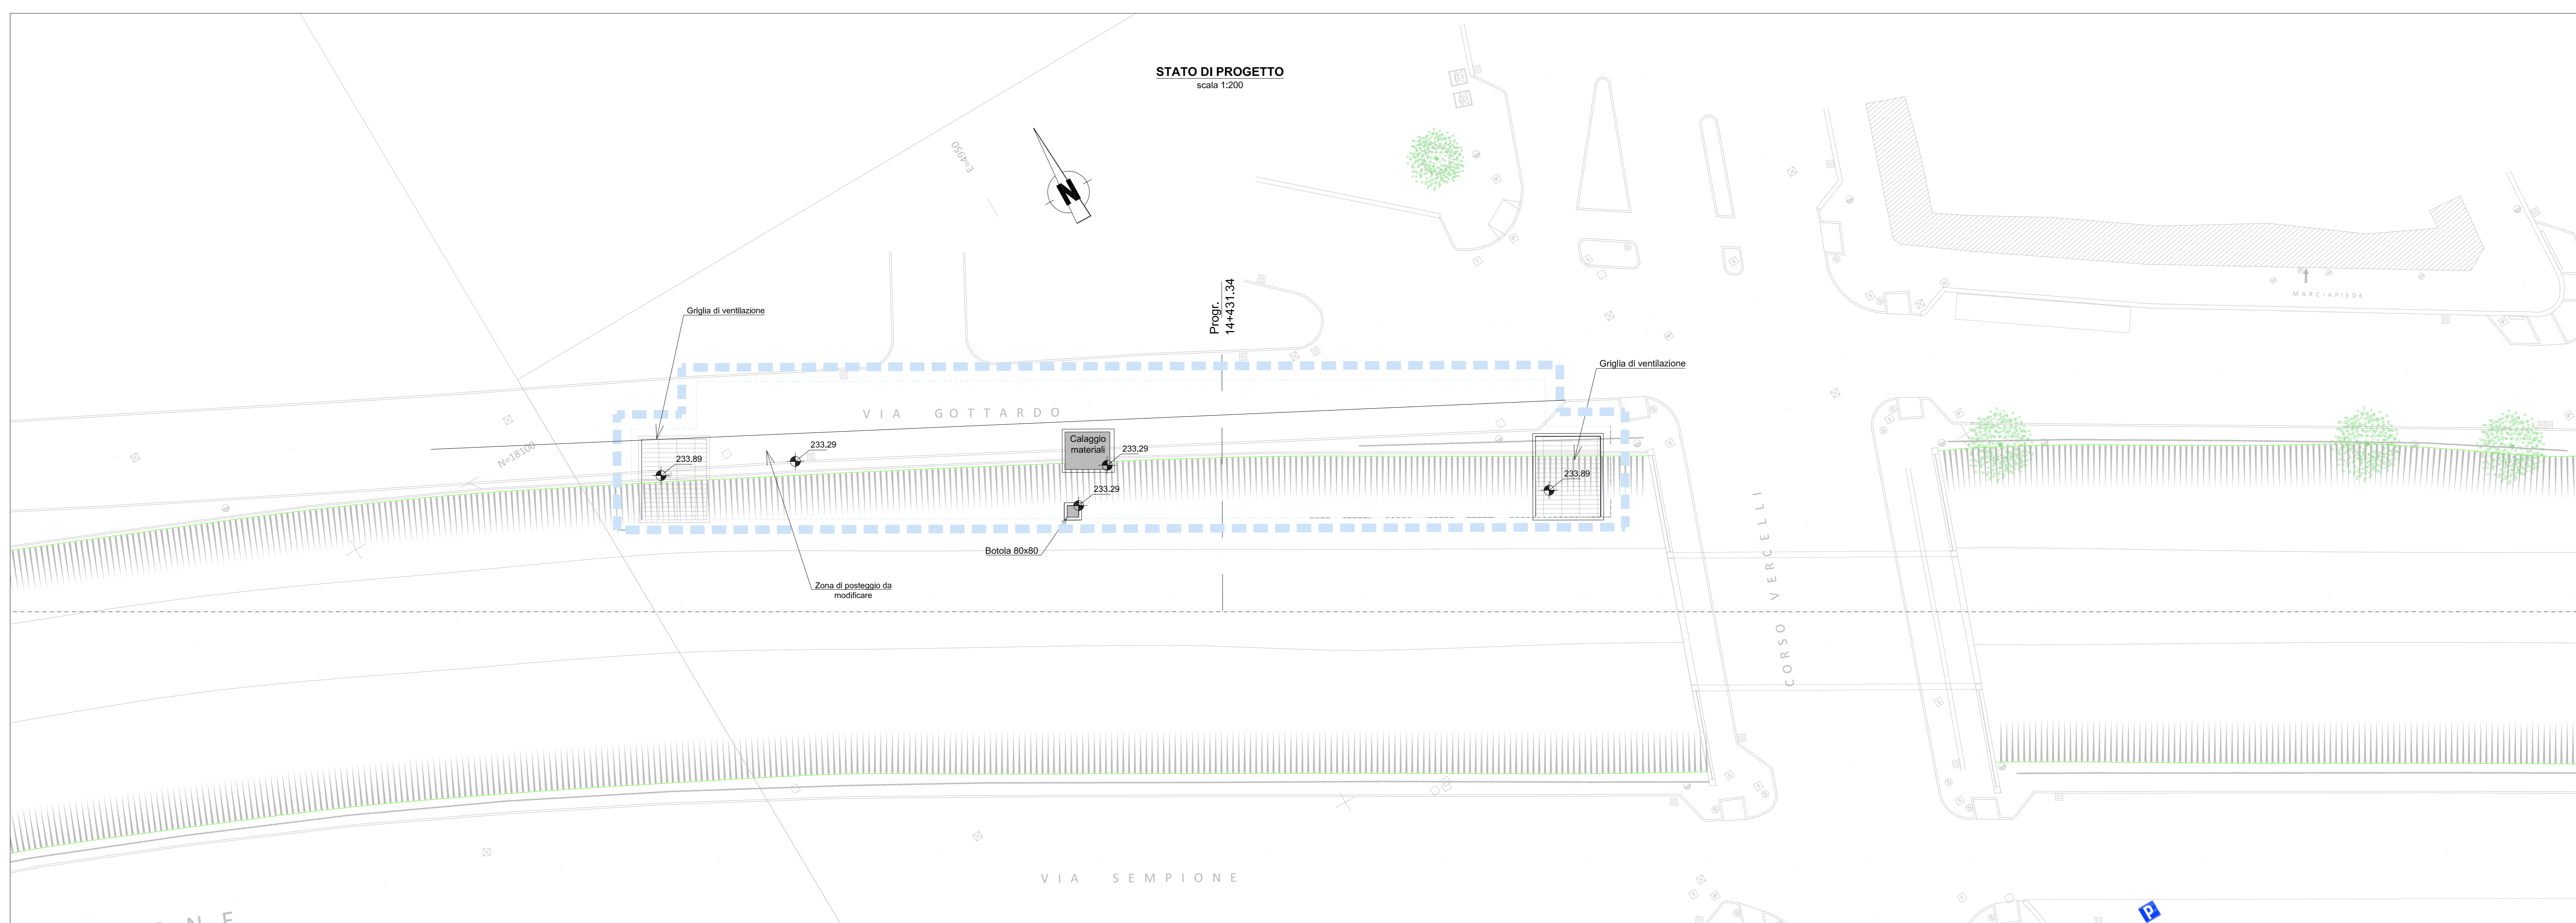 STATO DI PROGETTO
scala 1:200
E=4950
N
Progr.
14+431.34
Griglia di ventilazione
Griglia di ventilazione
MARCIAPIEDE
VIA GOTTARDO
N=18100
233.89
233.29
Calaggio
materiali
233.29
233.29
233.89
Botola 80x80
Zona di posteggio da
modificare
CORSO VERCELLI
VIA SEMPIONE
N E
P